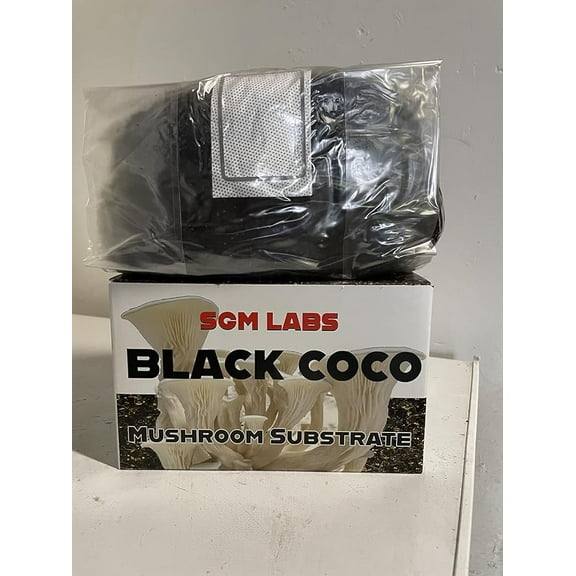 SGM LABS
BLACK COCO
MUSHROOM SUBSTRATE